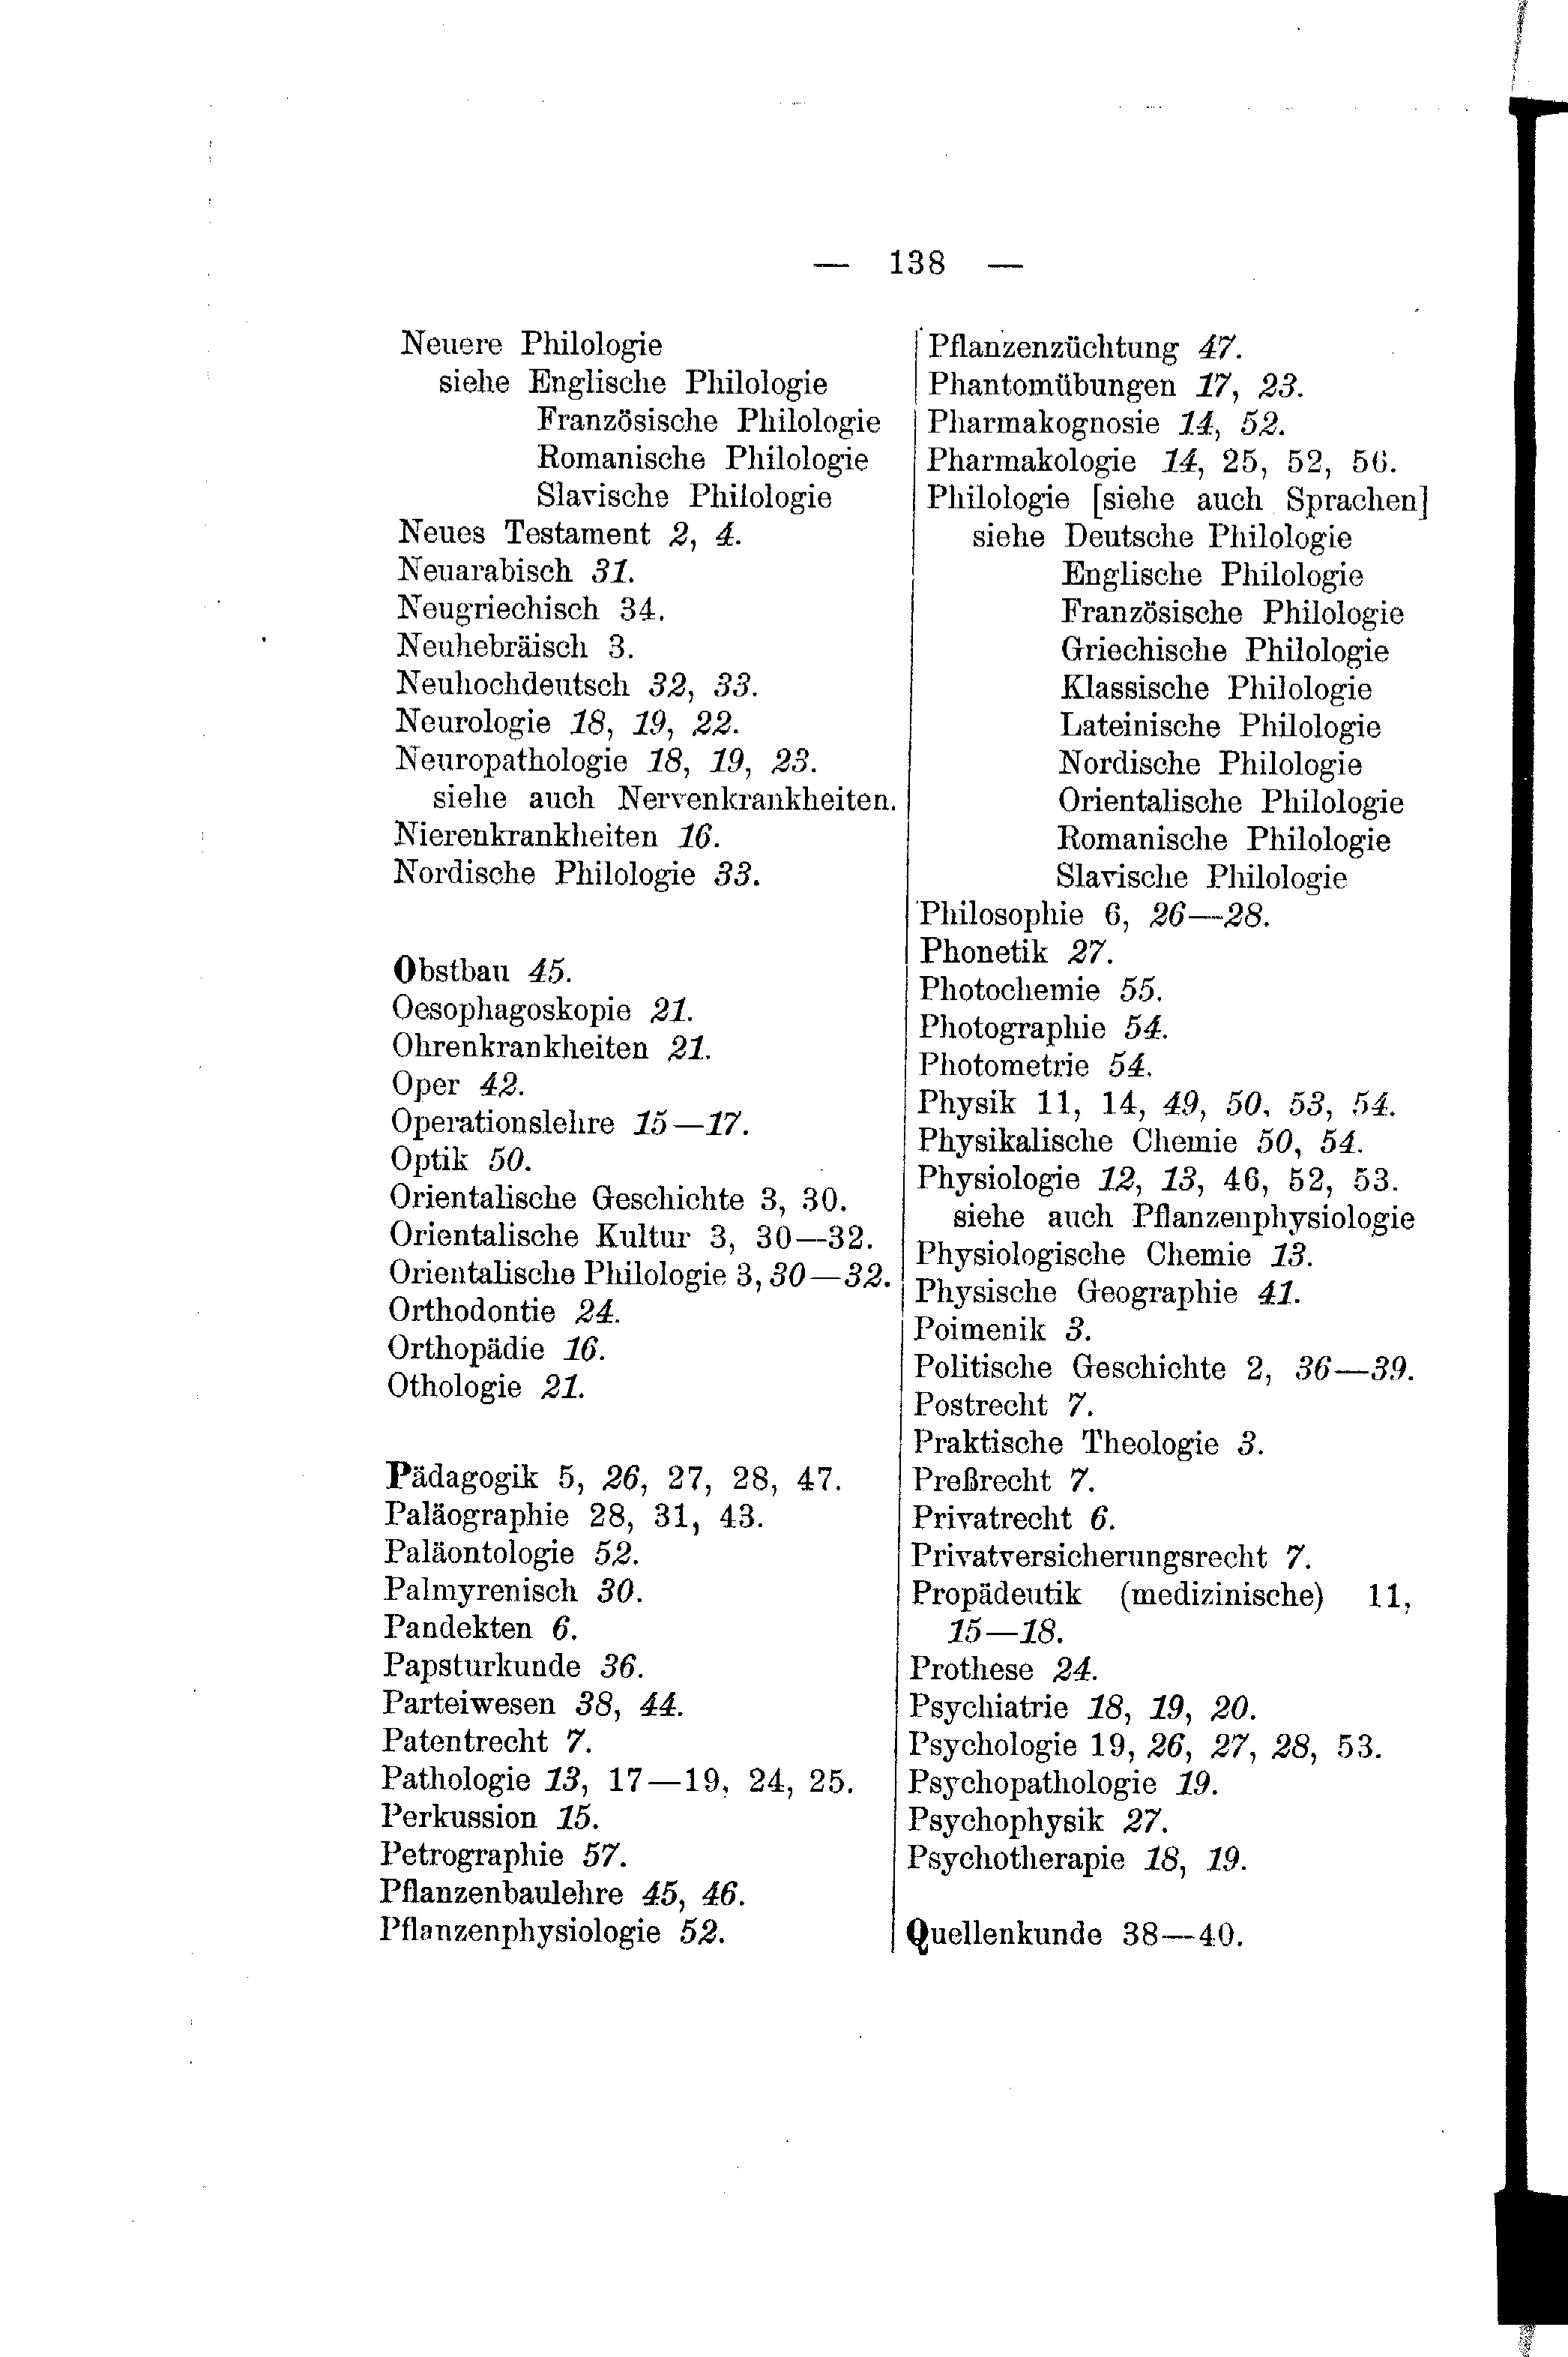 — 138 —
Neuere Philologie
siehe Englische Philologie
Französische Philologie
Romanische Philologie
Slavische Philologie
Neues Testament 2, 4.
Neuarabisch 31.
Neugriechisch 34.
Neuhebräisch 3.
Neuhochdeutsch 32, 33.
Neurologie 18, 19, 22.
Neuropathologie 18, 19, 23.
siehe auch Nervenkrankheiten.
Nierenkrankheiten 16.
Nordische Philologie 33.
Obstbau 45.
Oesophagoskopie 21.
Ohrenkrankheiten 21.
Oper 42.
Operationslehre 15—17.
Optik 50.
Orientalische Geschichte 3, 30.
Orientalische Kultur 3, 30—32.
Orientalische Philologie 3, 30—32.
Orthodontie 24.
Orthopädie 16.
Othologie 21.
Pädagogik 5, 26, 27, 28, 47.
Paläographie 28, 31, 43.
Paläontologie 52.
Palmyrenisch 30.
Pandekten 6.
Papsturkunde 36.
Parteiwesen 38, 44.
Patentrecht 7.
Pathologie 13, 17—19, 24, 25.
Perkussion 15.
Petrographie 57.
Pflanzenbaulehre 45, 46.
Pflanzenphysiologie 52.
Pflanzenzüchtung 47.
Phantomübungen 17, 23.
Pharmakognosie 14, 52.
Pharmakologie 14, 25, 52, 56.
Philologie [siehe auch Sprachen]
siehe Deutsche Philologie
Englische Philologie
Französische Philologie
Griechische Philologie
Klassische Philologie
Lateinische Philologie
Nordische Philologie
Orientalische Philologie
Romanische Philologie
Slavische Philologie
Philosophie 6, 26—28.
Phonetik 27.
Photochemie 55.
Photographie 54.
Photometrie 54.
Physik 11, 14, 49, 50, 53, 54.
Physikalische Chemie 50, 54.
Physiologie 12, 13, 46, 52, 53.
siehe auch Pflanzenphysiologie
Physiologische Chemie 13.
Physische Geographie 41.
Poimenik 3.
Politische Geschichte 2, 36—39.
Postrecht 7.
Praktische Theologie 3.
Preßrecht 7.
Privatrecht 6.
Privatversicherungsrecht 7.
Propädeutik (medizinische) 11,
15—18.
Prothese 24.
Psychiatrie 18, 19, 20.
Psychologie 19, 26, 27, 28, 53.
Psychopathologie 19.
Psychophysik 27.
Psychotherapie 18, 19.
Quellenkunde 38—40.